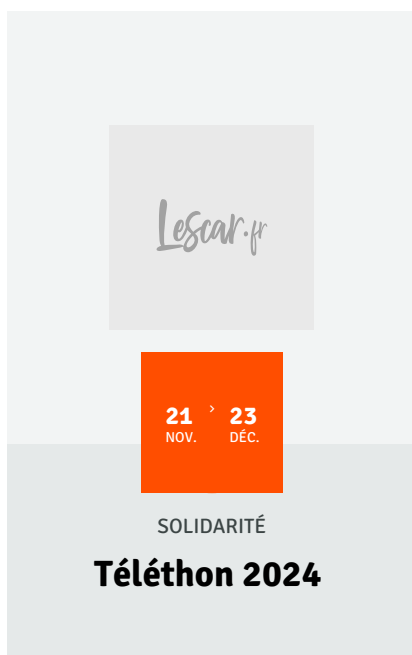 Lescar.fr
21 › 23
NOV. DÉC.
SOLIDARITÉ
Téléthon 2024